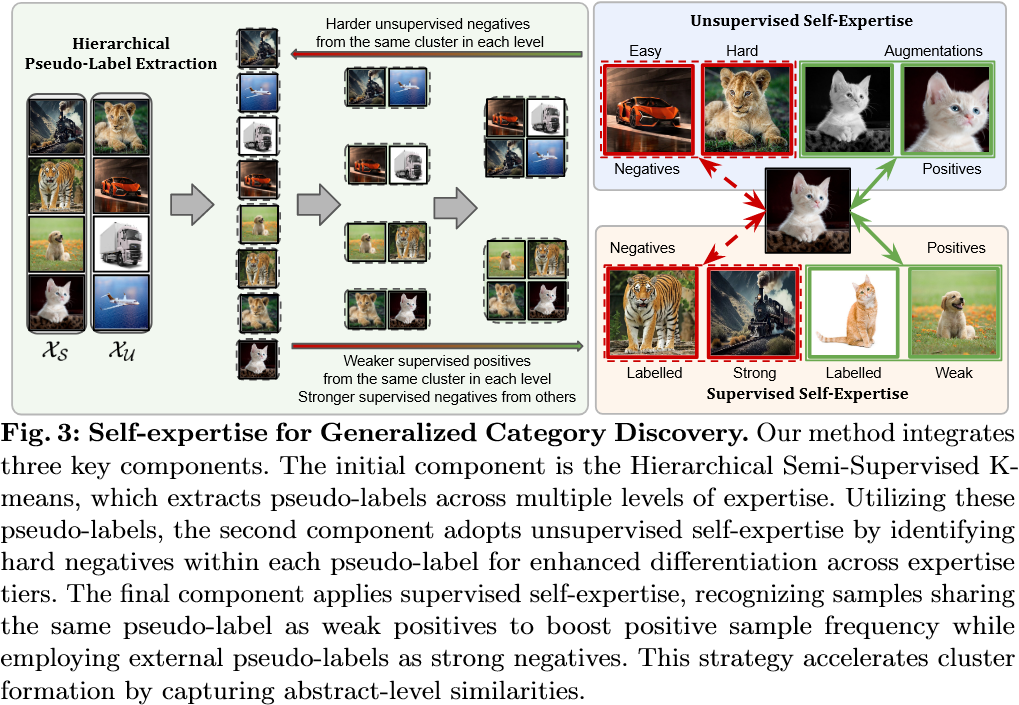 Hierarchical
Pseudo-Label Extraction
𝒳𝒮
𝒳𝒰
Harder unsupervised negatives
from the same cluster in each level
Weaker supervised positives
from the same cluster in each level
Stronger supervised negatives from others
Unsupervised Self-Expertise
Easy
Hard
Augmentations
Negatives
Positives
Negatives
Positives
Labelled
Strong
Labelled
Weak
Supervised Self-Expertise
Fig. 3: Self-expertise for Generalized Category Discovery. Our method integrates
three key components. The initial component is the Hierarchical Semi-Supervised K-
means, which extracts pseudo-labels across multiple levels of expertise. Utilizing these
pseudo-labels, the second component adopts unsupervised self-expertise by identifying
hard negatives within each pseudo-label for enhanced differentiation across expertise
tiers. The final component applies supervised self-expertise, recognizing samples sharing
the same pseudo-label as weak positives to boost positive sample frequency while
employing external pseudo-labels as strong negatives. This strategy accelerates cluster
formation by capturing abstract-level similarities.